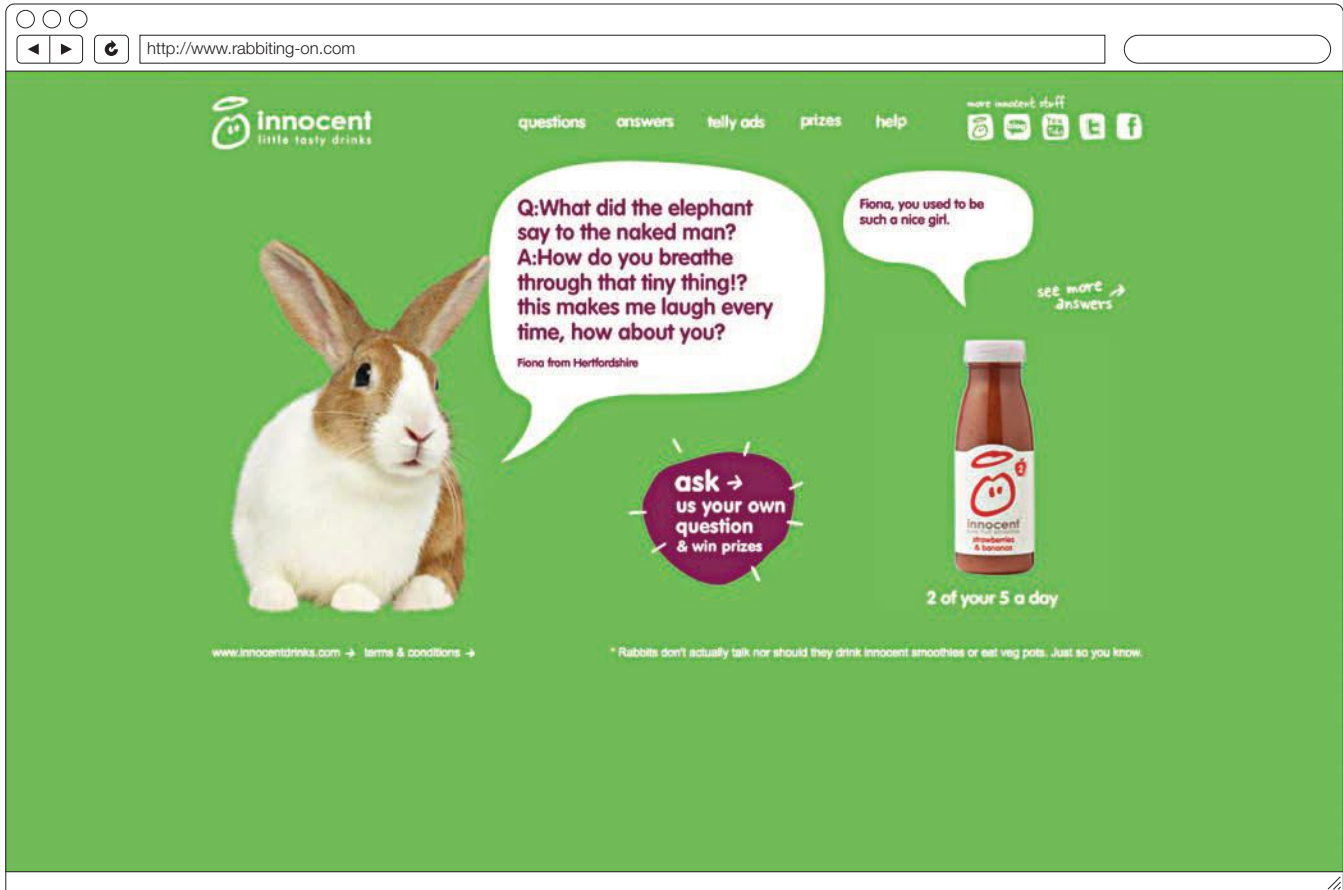 http://www.rabbiting-on.com
innocent
little tasty drinks
questions answers telly ads prizes help
more innocent stuff
You
Tube
t f
Q:What did the elephant
say to the naked man?
A:How do you breathe
through that tiny thing!?
this makes me laugh every
time, how about you?
Fiona from Hertfordshire
Fiona, you used to be
such a nice girl.
see more →
answers
ask →
us your own
question
& win prizes
2
innocent
strawberries
& bananas
2 of your 5 a day
www.innocentdrinks.com → terms & conditions →
* Rabbits don't actually talk nor should they drink innocent smoothies or eat veg pots. Just so you know.